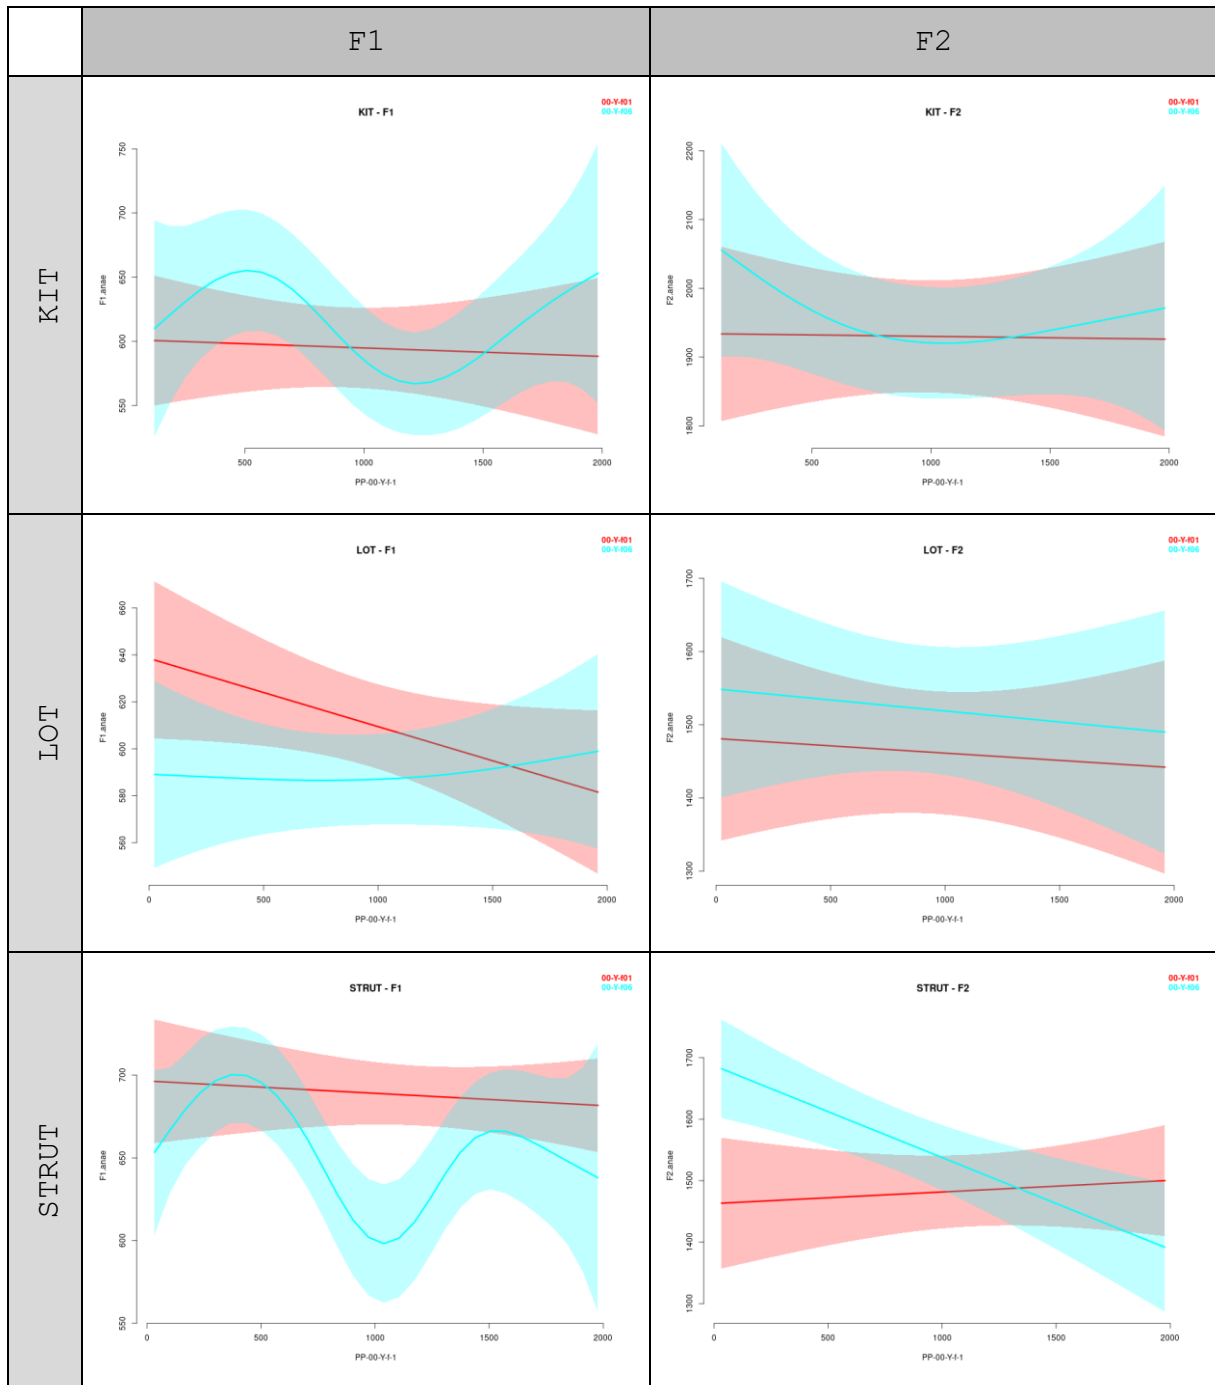 F1
F2
KIT
KIT - F1
00-Y-f01
00-Y-f06
F1.anae
750
700
650
600
550
500
1000
1500
2000
PP-00-Y-f-1
KIT - F2
00-Y-f01
00-Y-f06
F2.anae
2200
2100
2000
1900
1800
500
1000
1500
2000
PP-00-Y-f-1
LOT
LOT - F1
00-Y-f01
00-Y-f06
F1.anae
660
640
620
600
580
560
0
500
1000
1500
2000
PP-00-Y-f-1
LOT - F2
00-Y-f01
00-Y-f06
F2.anae
1700
1600
1500
1400
1300
0
500
1000
1500
2000
PP-00-Y-f-1
STRUT
STRUT - F1
00-Y-f01
00-Y-f06
F1.anae
700
650
600
550
0
500
1000
1500
2000
PP-00-Y-f-1
STRUT - F2
00-Y-f01
00-Y-f06
F2.anae
1700
1600
1500
1400
1300
0
500
1000
1500
2000
PP-00-Y-f-1